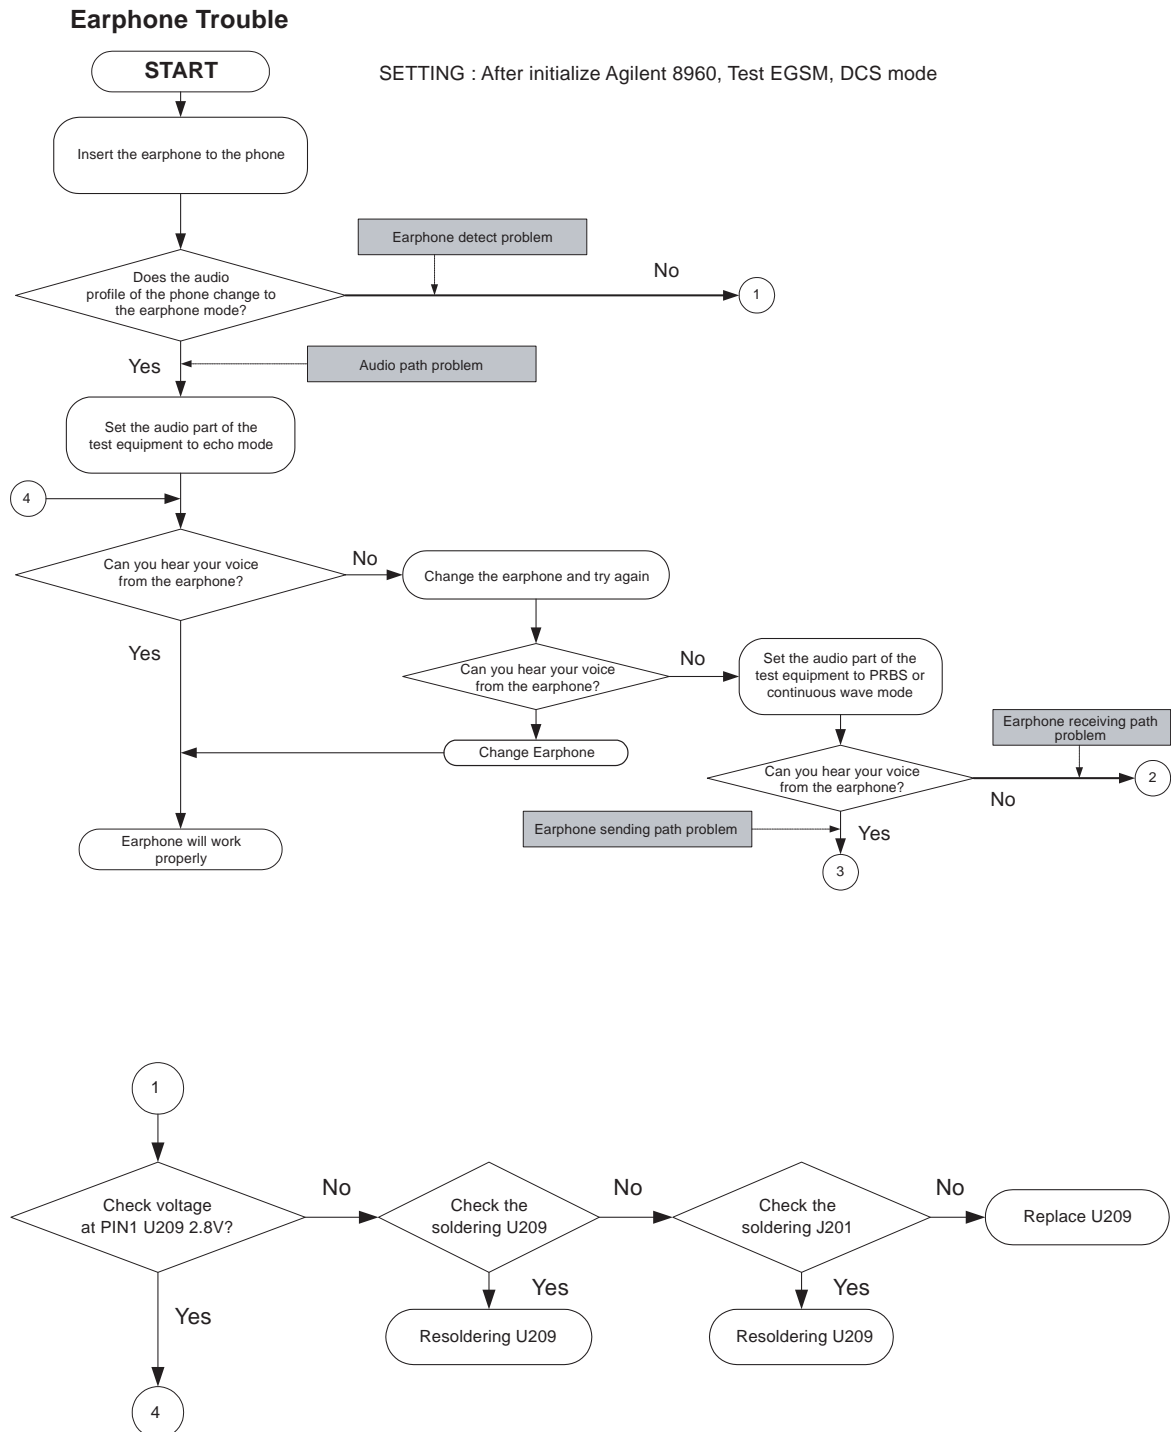 Earphone Trouble
START
SETTING : After initialize Agilent 8960, Test EGSM, DCS mode
Insert the earphone to the phone
Earphone detect problem
Does the audio
profile of the phone change to
the earphone mode?
No
1
Yes
Audio path problem
Set the audio part of the
test equipment to echo mode
4
Can you hear your voice
from the earphone?
No
Change the earphone and try again
Yes
Can you hear your voice
from the earphone?
No
Set the audio part of the
test equipment to PRBS or
continuous wave mode
Change Earphone
Earphone receiving path
problem
Can you hear your voice
from the earphone?
No
2
Earphone sending path problem
Yes
3
Earphone will work
properly
1
Check voltage
at PIN1 U209 2.8V?
No
Check the
soldering U209
No
Check the
soldering J201
No
Replace U209
Yes
Yes
Yes
Resoldering U209
Resoldering U209
4